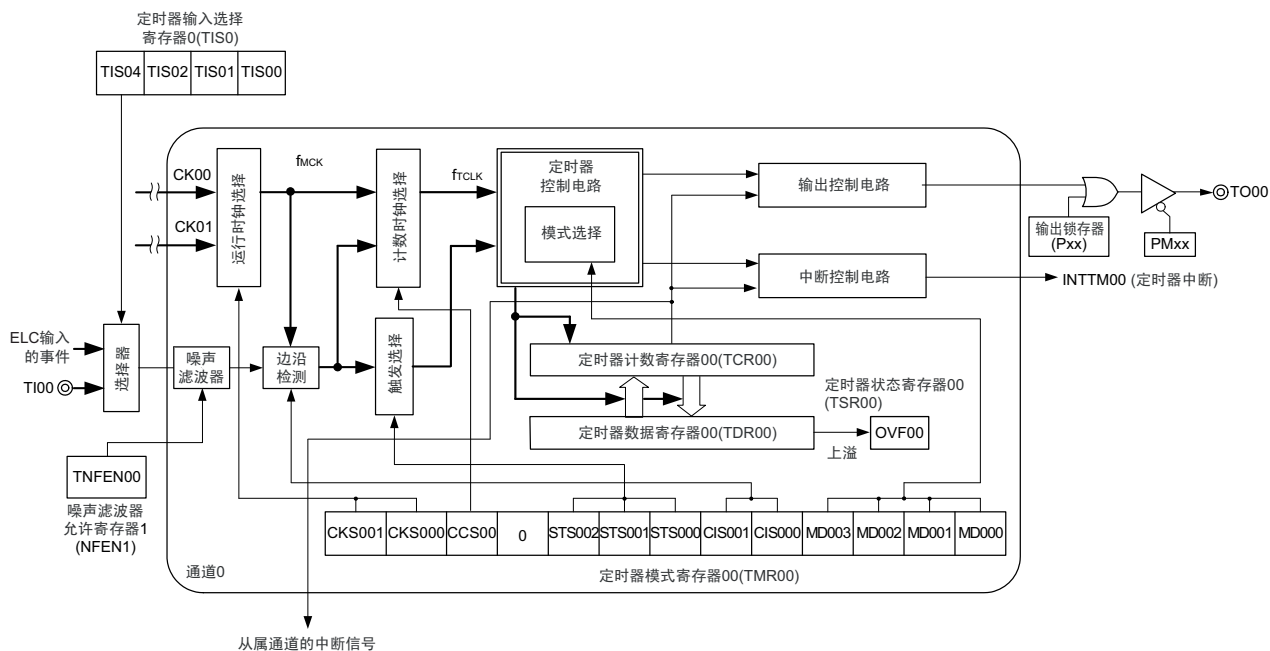 定时器输入选择
寄存器0(TIS0)
TIS04 TIS02 TIS01 TIS00
CK00
CK01
运行时钟选择
fMCK
计数时钟选择
fTCLK
定时器
控制电路
模式选择
输出控制电路
中断控制电路
输出锁存器
(Pxx)
PMxx
TO00
INTTM00 (定时器中断)
ELC输入
的事件
TI00
选择器
噪声
滤波器
边沿
检测
触发选择
定时器计数寄存器00(TCR00)
定时器数据寄存器00(TDR00)
定时器状态寄存器00
(TSR00)
OVF00
上溢
TNFEN00
噪声滤波器
允许寄存器1
(NFEN1)
CKS001 CKS000 CCS00 0 STS002 STS001 STS000 CIS001 CIS000 MD003 MD002 MD001 MD000
通道0
定时器模式寄存器00(TMR00)
从属通道的中断信号